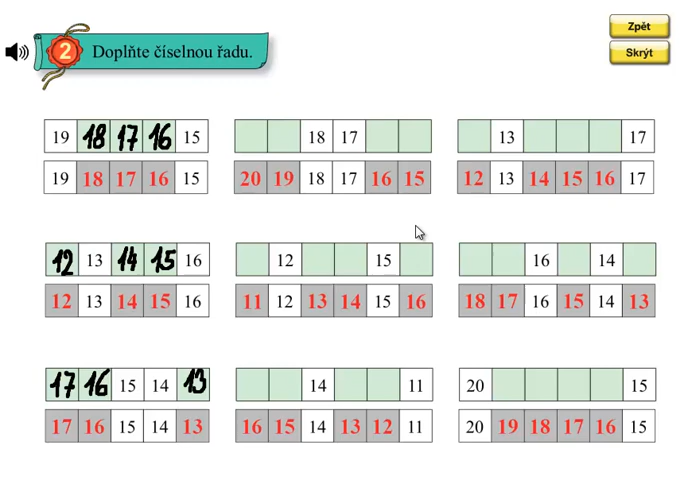 Zpět
2 Doplňte číselnou řadu.
Skrýt
19 18 17 16 15
18 17
13 17
19 18 17 16 15
20 19 18 17 16 15
12 13 14 15 16 17
12 13 14 15 16
12 15
16 14
12 13 14 15 16
11 12 13 14 15 16
18 17 16 15 14 13
17 16 15 14 13
14 11
20 15
17 16 15 14 13
16 15 14 13 12 11
20 19 18 17 16 15